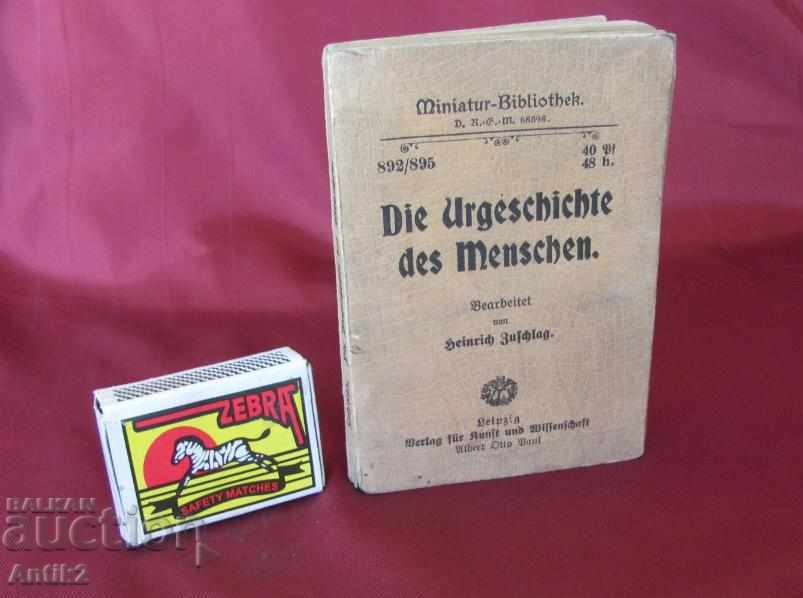 Miniatur-Bibliothek.
D. R.-G.-M. 68698.
892/895
40 Pf
48 h.
Die Urgeschichte
des Menschen.
Bearbeitet
von
Heinrich Zuschlag.
Leipzig
Verlag für Kunst und Wissenschaft
Albert Otto Paul
ZEBRA
SAFETY MATCHES
BALKAN
auction
Antik2